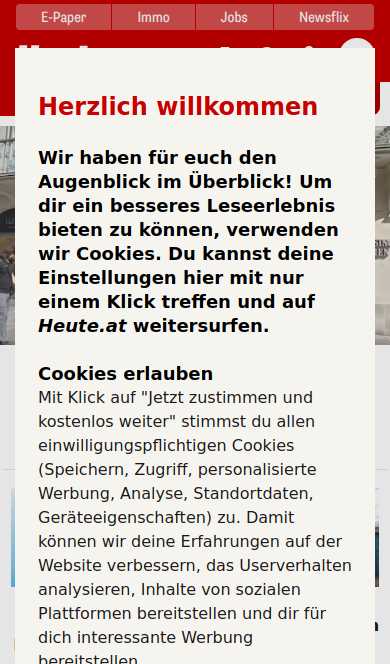 E-Paper Immo Jobs Newsflix
Herzlich willkommen
Wir haben für euch den
Augenblick im Überblick! Um
dir ein besseres Leseerlebnis
bieten zu können, verwenden
wir Cookies. Du kannst deine
Einstellungen hier mit nur
einem Klick treffen und auf
Heute.at weitersurfen.
Cookies erlauben
Mit Klick auf "Jetzt zustimmen und
kostenlos weiter" stimmst du allen
einwilligungspflichtigen Cookies
(Speichern, Zugriff, personalisierte
Werbung, Analyse, Standortdaten,
Geräteeigenschaften) zu. Damit
können wir deine Erfahrungen auf der
Website verbessern, das Userverhalten
analysieren, Inhalte von sozialen
Plattformen bereitstellen und dir für
dich interessante Werbung
bereitstellen